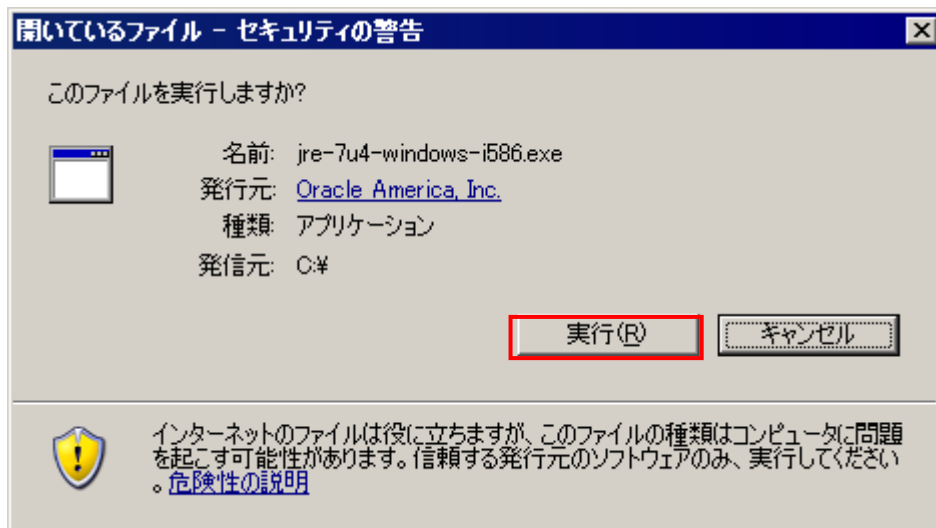 開いているファイル - セキュリティの警告
このファイルを実行しますか?
名前: jre-7u4-windows-i586.exe
発行元: Oracle America, Inc.
種類: アプリケーション
発信元: C:¥
実行(R) キャンセル
インターネットのファイルは役に立ちますが、このファイルの種類はコンピュータに問題
を起こす可能性があります。信頼する発行元のソフトウェアのみ、実行してください
。危険性の説明